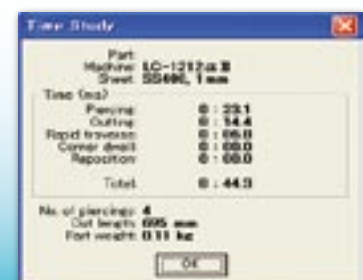 Time Study
Part:
Machine: LC-1212α
Sheet: SS400, 1 mm
Time (ms)
Piercing: 0 : 23.1
Cutting: 0 : 14.4
Rapid traverse: 0 : 06.8
Corner dwell: 0 : 00.0
Reposition: 0 : 00.0
Total: 0 : 44.3
No. of piercings: 4
Cut length: 695 mm
Part weight: 0.11 kg
OK